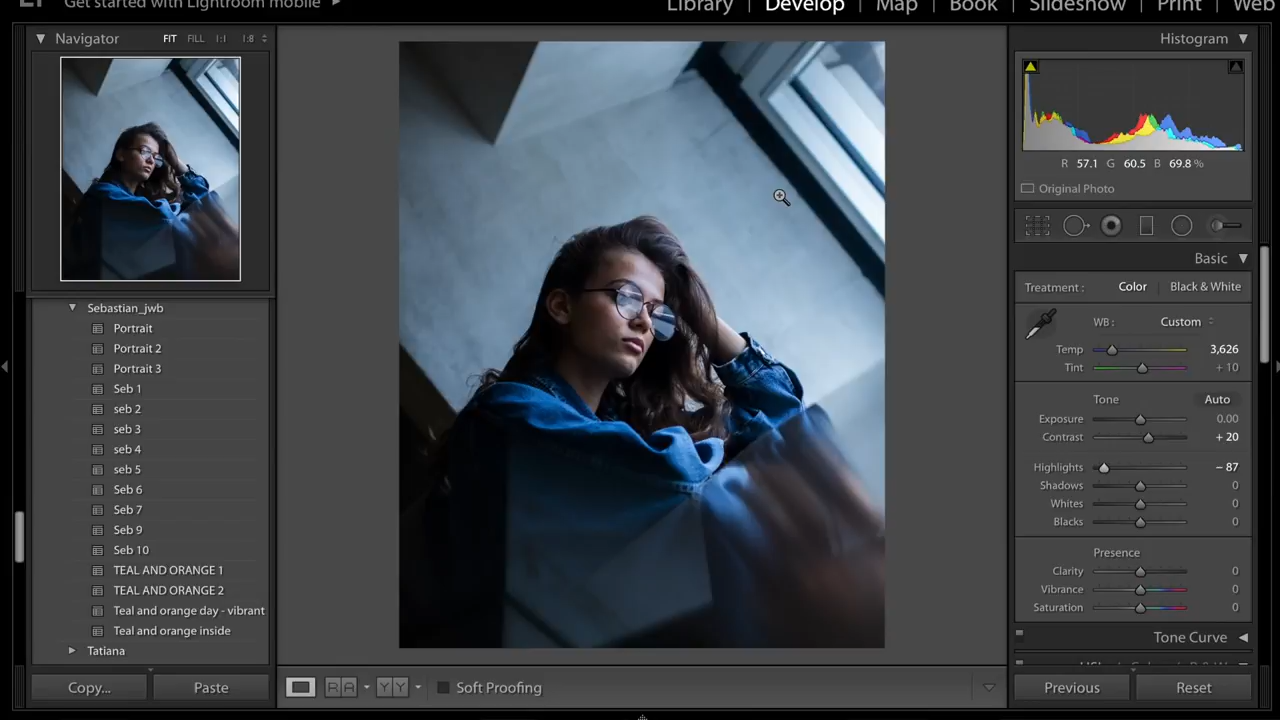 Get started with Lightroom mobile
Library | Develop | Map | Book | Slideshow | Print | Web
Navigator FIT FILL 1:1 1:8
Histogram
R 57.1 G 60.5 B 69.8 %
Original Photo
Basic
Treatment : Color Black & White
WB : Custom
Temp 3,626
Tint + 10
Tone Auto
Exposure 0.00
Contrast + 20
Highlights – 87
Shadows 0
Whites 0
Blacks 0
Presence
Clarity 0
Vibrance 0
Saturation 0
Tone Curve
Sebastian_jwb
Portrait
Portrait 2
Portrait 3
Seb 1
seb 2
seb 3
seb 4
seb 5
Seb 6
Seb 7
Seb 9
Seb 10
TEAL AND ORANGE 1
TEAL AND ORANGE 2
Teal and orange day - vibrant
Teal and orange inside
Tatiana
Copy... Paste
R A Y Y Soft Proofing
Previous Reset